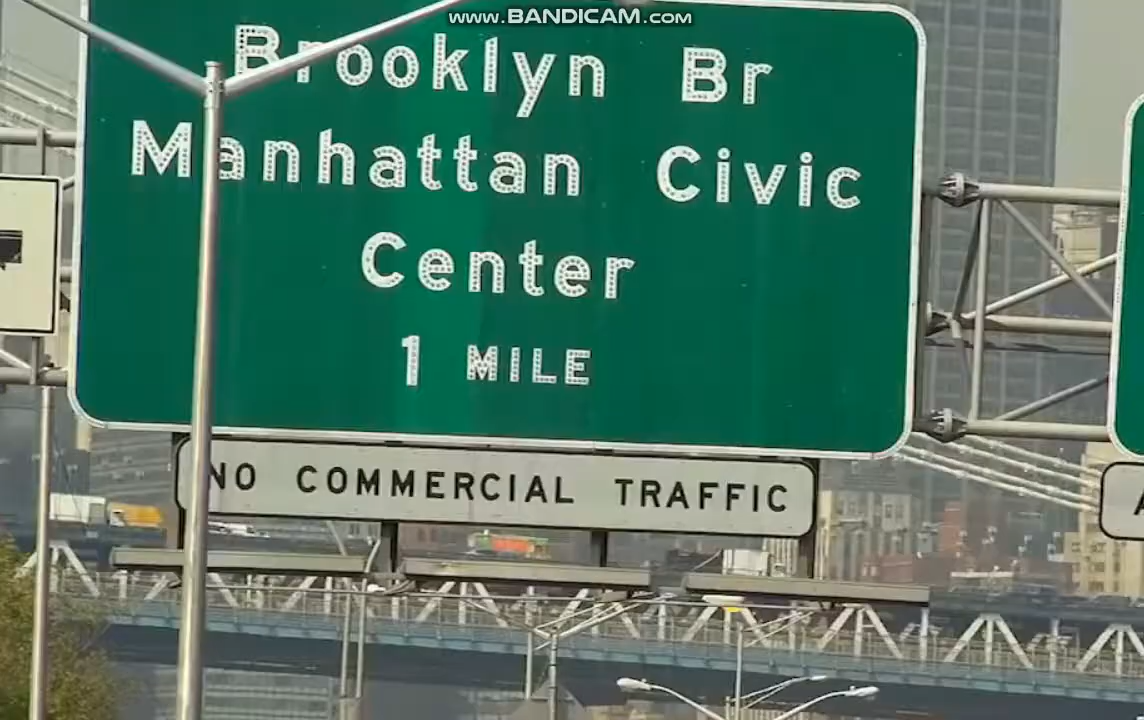 www.BANDICAM.com
Brooklyn Br
Manhattan Civic
Center
1 MILE
NO COMMERCIAL TRAFFIC